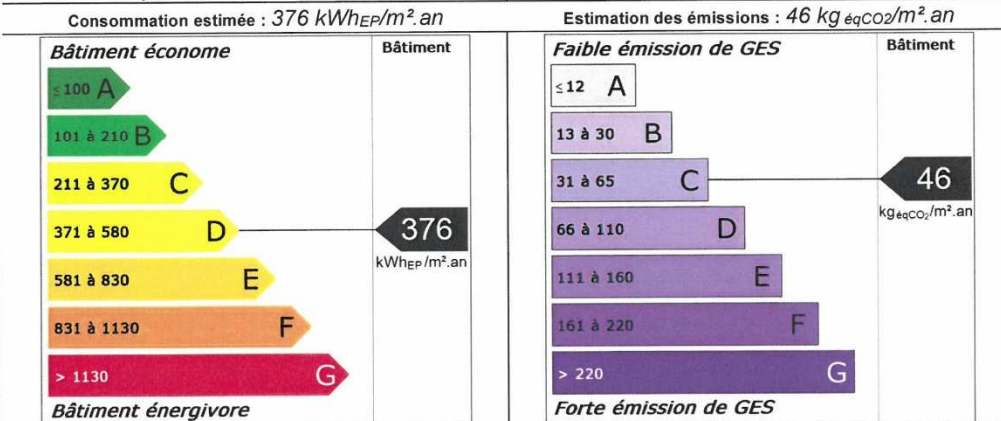 Consommation estimée : 376 kWhEP/m².an
Bâtiment économe
Bâtiment
≤ 100 A
101 à 210 B
211 à 370 C
371 à 580 D
376
kWhEP/m².an
581 à 830 E
831 à 1130 F
> 1130 G
Bâtiment énergivore
Estimation des émissions : 46 kg éqCO2/m².an
Faible émission de GES
Bâtiment
≤ 12 A
13 à 30 B
31 à 65 C
46
kgéqCO₂/m².an
66 à 110 D
111 à 160 E
161 à 220 F
> 220 G
Forte émission de GES